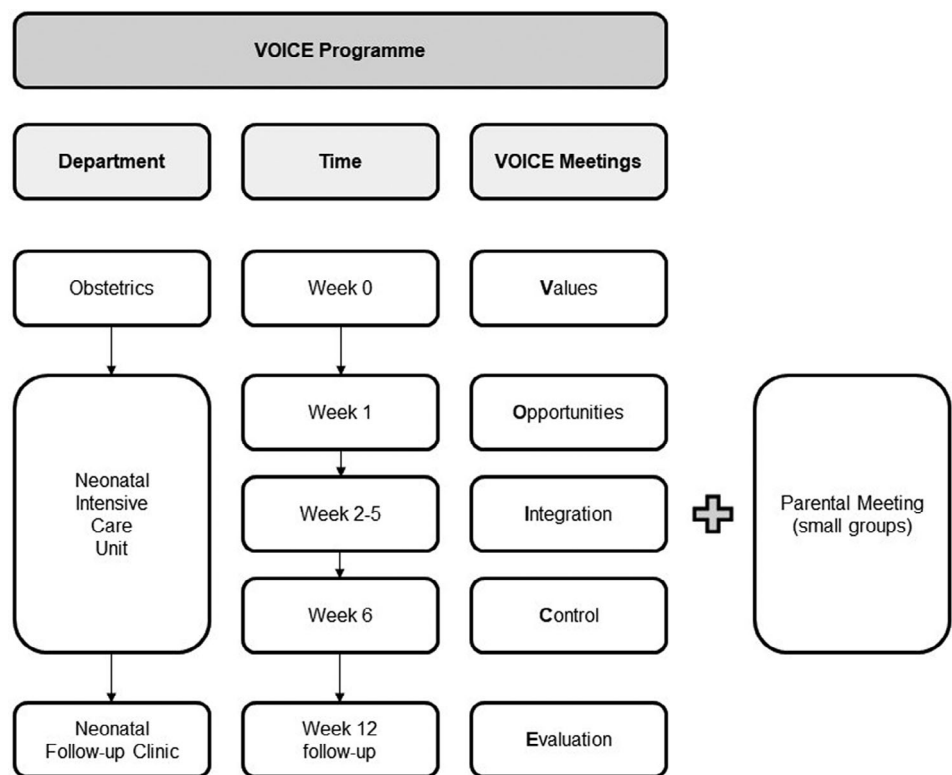 VOICE Programme
Department
Time
VOICE Meetings
Obstetrics
Week 0
Values
Neonatal
Intensive
Care
Unit
Week 1
Opportunities
Week 2-5
Integration
Week 6
Control
Parental Meeting
(small groups)
Neonatal
Follow-up Clinic
Week 12
follow-up
Evaluation